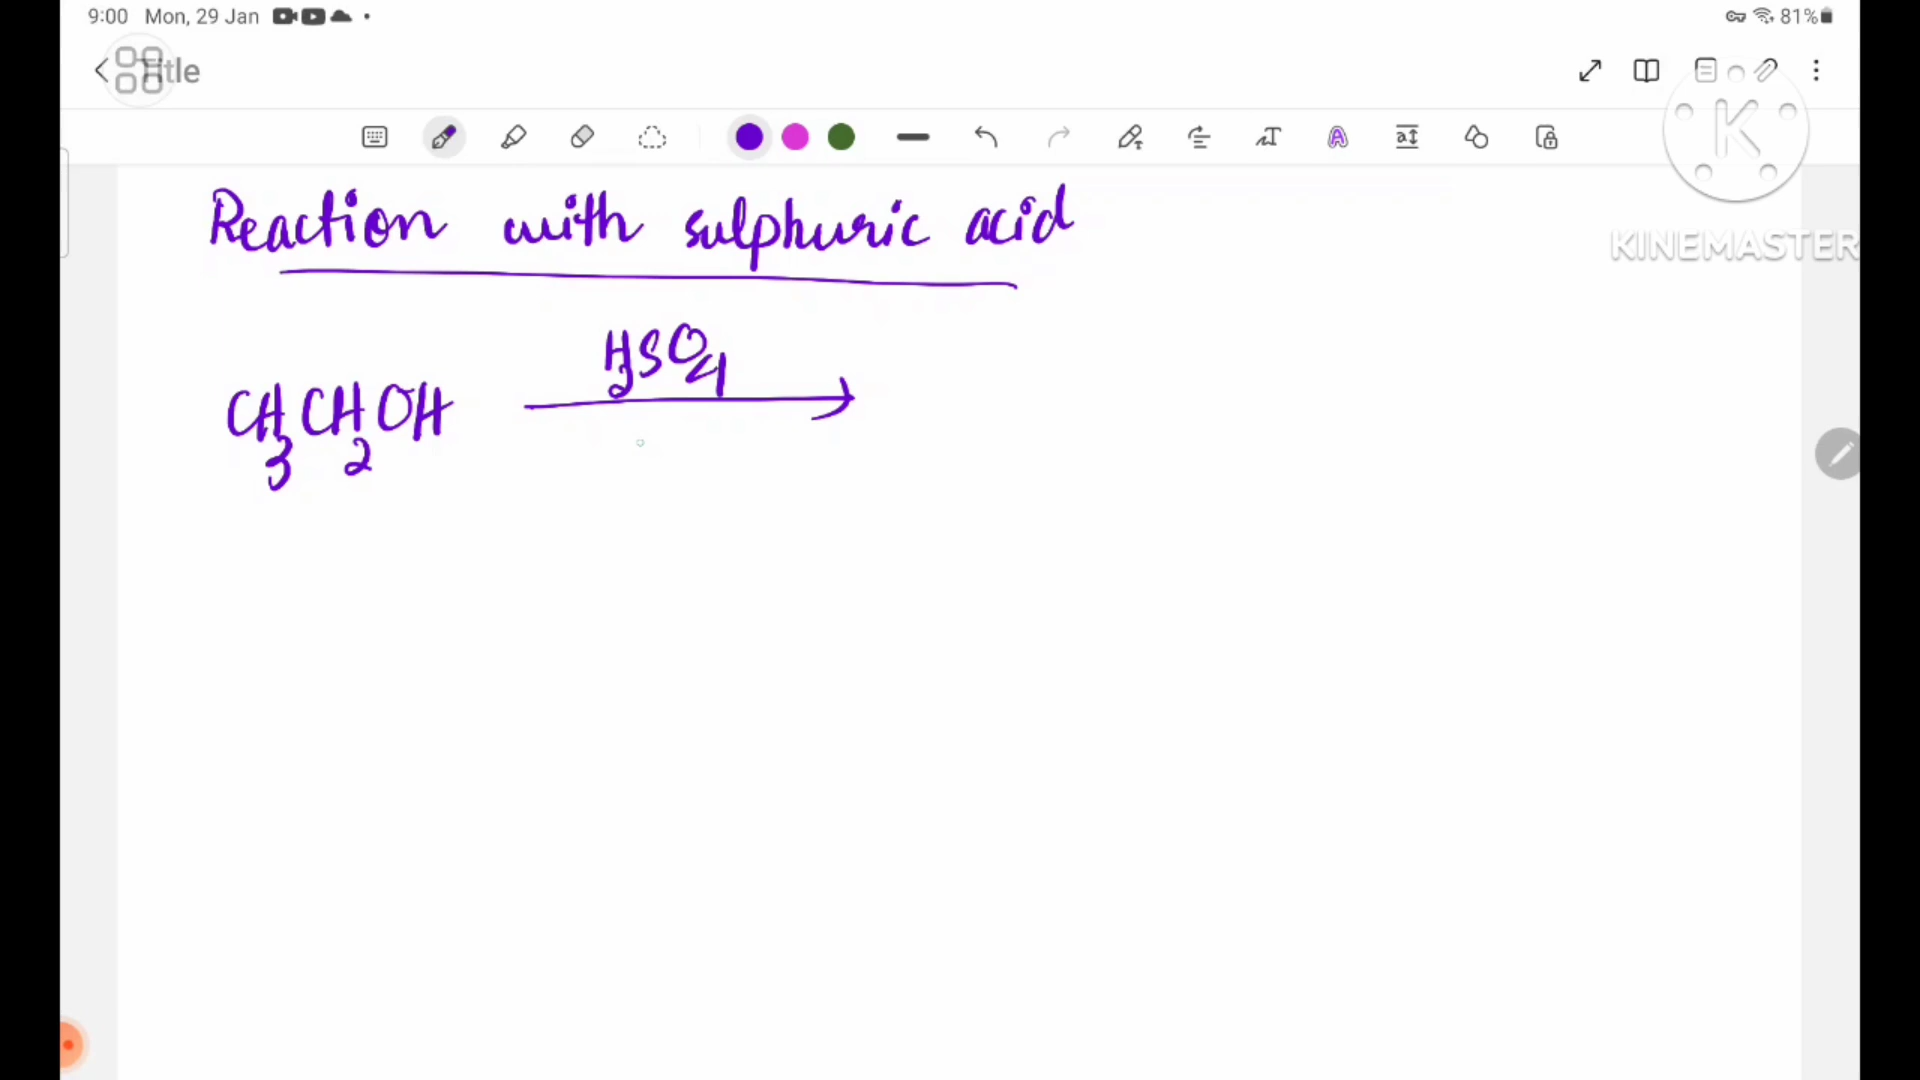 9:00 Mon, 29 Jan
81%
Title
KINEMASTER
Reaction with sulphuric acid
H2SO4
CH3CH2OH